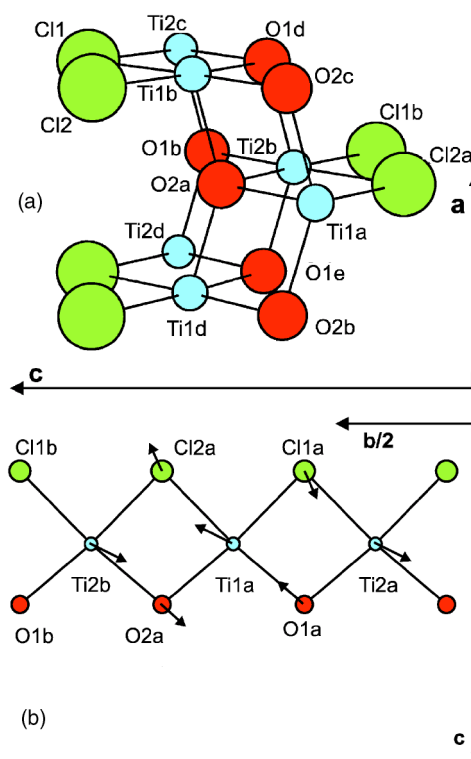 Cl1
Ti2c
O1d
Ti1b
O2c
Cl2
Cl1b
O1b
Ti2b
Cl2a
O2a
(a)
a
Ti2d
Ti1a
O1e
Ti1d
O2b
c
b/2
Cl1b
Cl2a
Cl1a
Ti2b
Ti1a
Ti2a
O1b
O2a
O1a
(b)
c